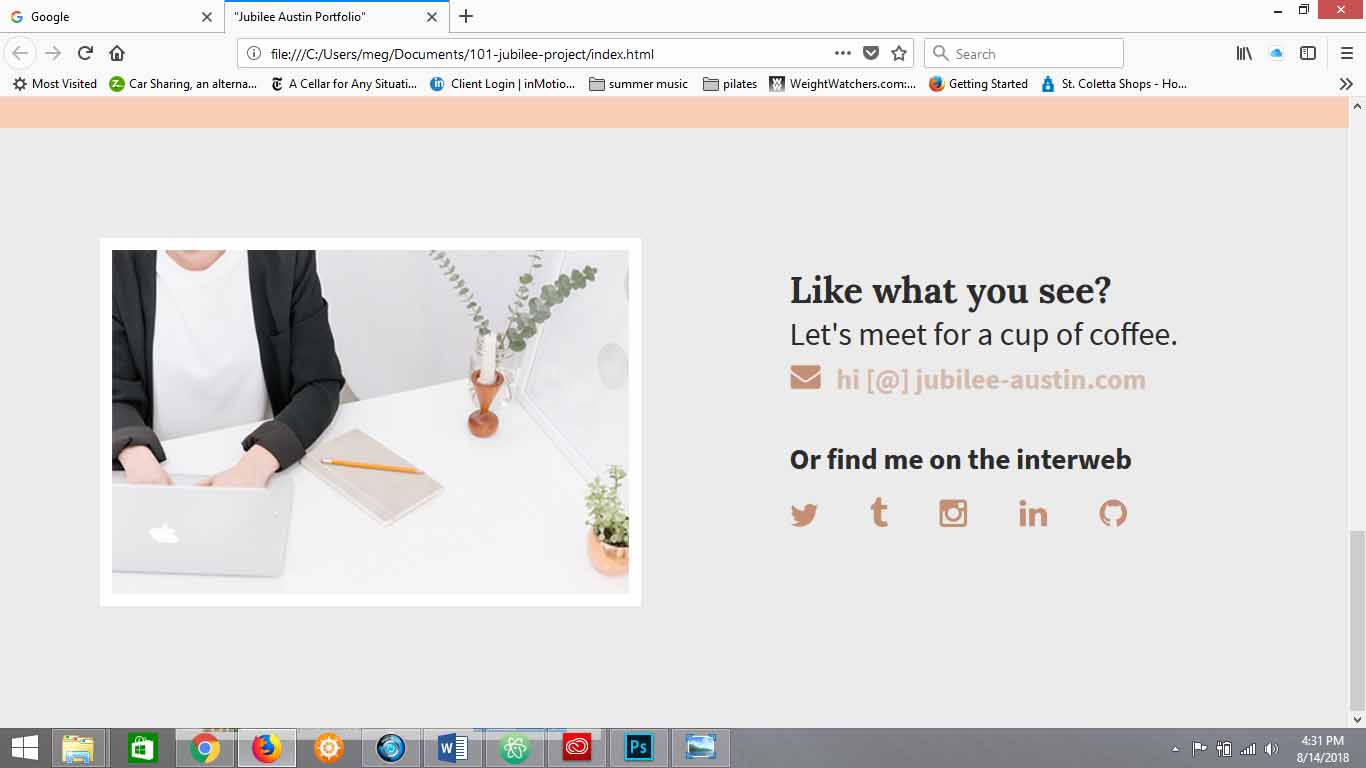 Google
"Jubilee Austin Portfolio"
file:///C:/Users/meg/Documents/101-jubilee-project/index.html
Search
Most Visited
Car Sharing, an alterna...
A Cellar for Any Situati...
Client Login | inMotio...
summer music
pilates
WeightWatchers.com:...
Getting Started
St. Coletta Shops - Ho...
Like what you see?
Let's meet for a cup of coffee.
hi [@] jubilee-austin.com
Or find me on the interweb
4:31 PM
8/14/2018